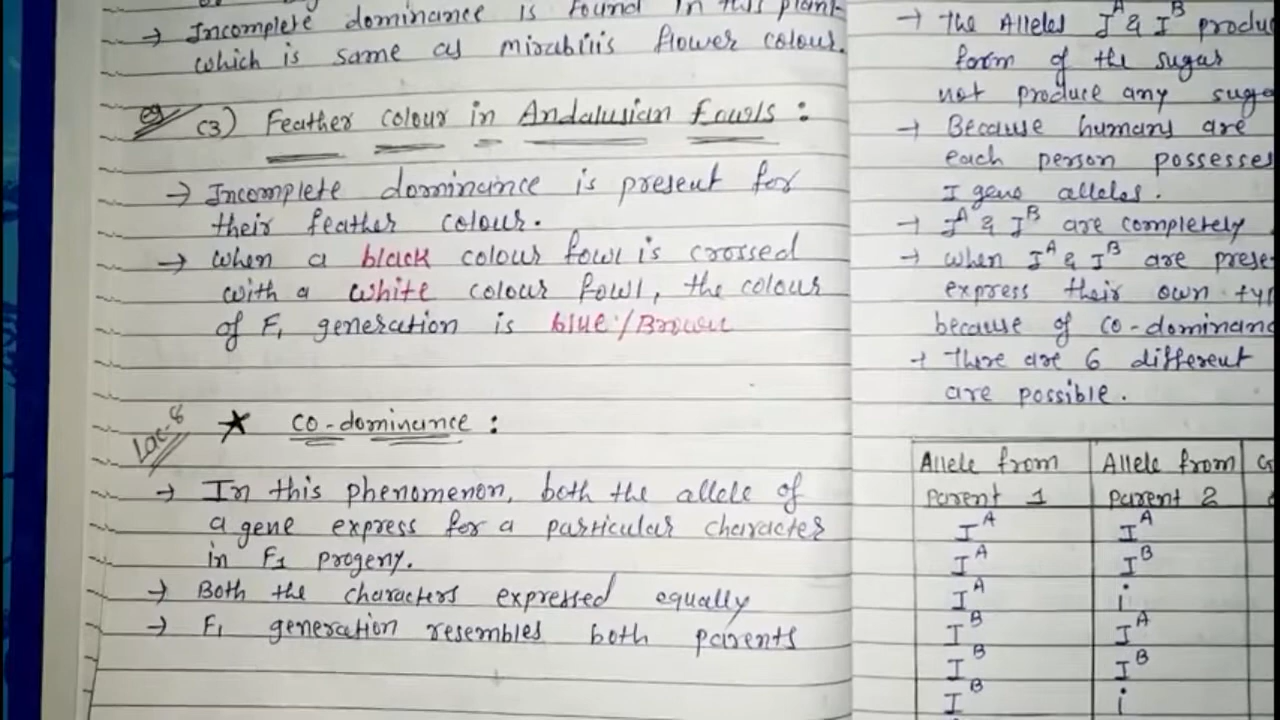 Incomplete dominance is found in this plant
→ which is same as mirabilis flower colour.
(3) Feather colour in Andalusian Fowls :
→ Incomplete dominance is present for
their feather colour.
→ When a black colour fowl is crossed
with a white colour fowl, the colour
of F1 generation is blue/Brown
Lac-8
★ Co-dominance :
→ In this phenomenon, both the allele of
a gene express for a particular character
in F1 progeny.
→ Both the characters expressed equally
→ F1 generation resembles both parents
→ The Alleles I^A & I^B produ
form of the sugar
not produce any suga
→ Because humans are
each person possesses
I gene alleles.
→ I^A & I^B are completely
→ when I^A & I^B are prese
express their own typ
because of co-dominanc
→ There are 6 different
are possible.
Allele from Allele from
Parent 1 Parent 2
I^A I^A
I^A I^B
I^A i
I^B I^A
I^B I^B
I^B i